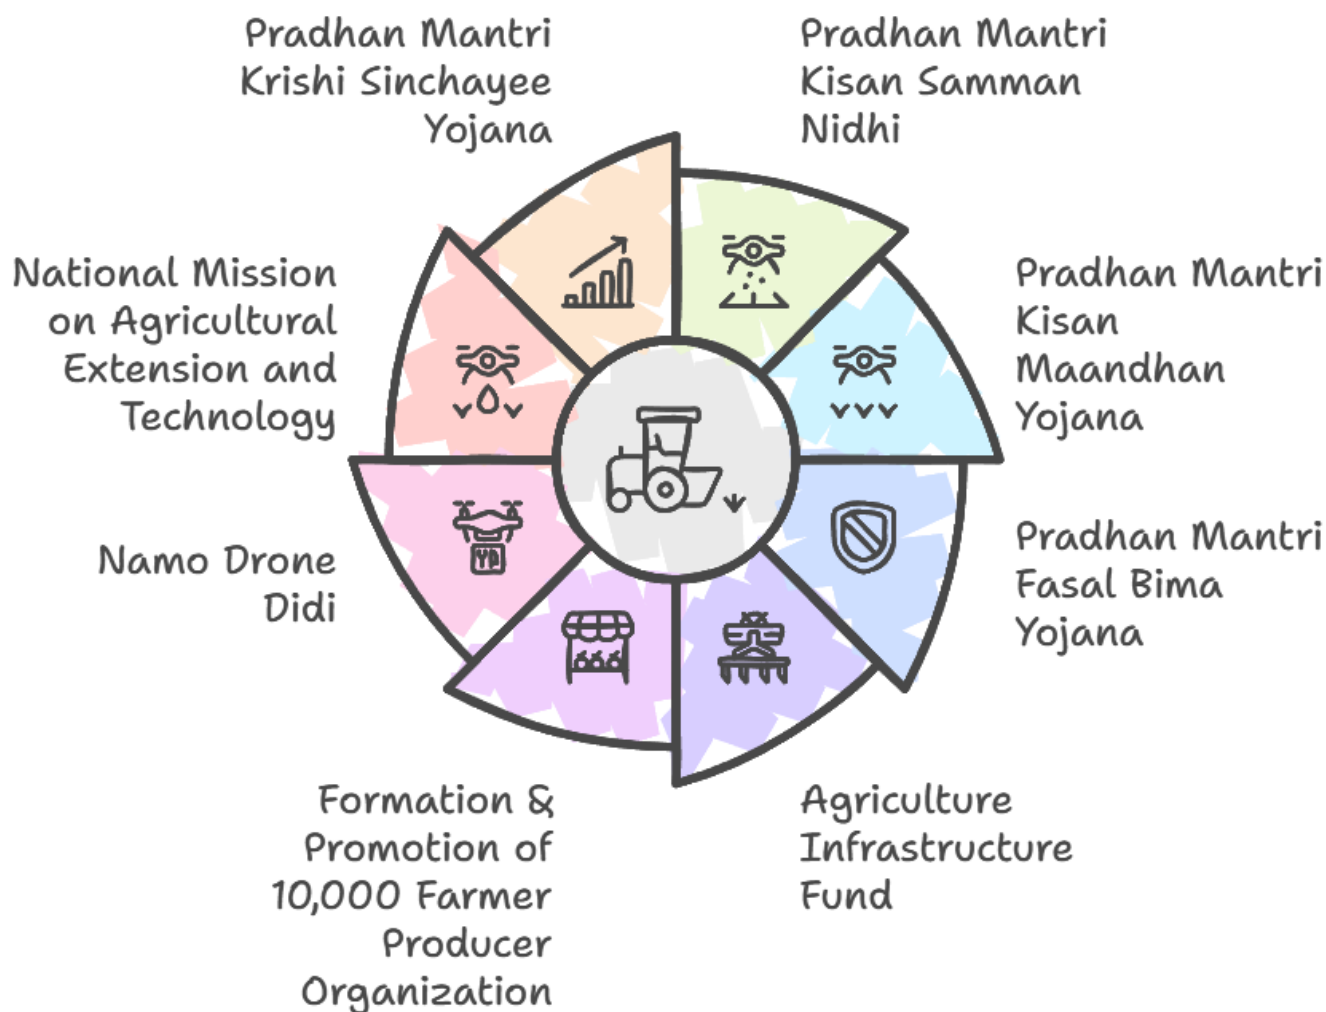 Pradhan Mantri
Krishi Sinchayee
Yojana
Pradhan Mantri
Kisan Samman
Nidhi
National Mission
on Agricultural
Extension and
Technology
Pradhan Mantri
Kisan
Maandhan
Yojana
Namo Drone
Didi
Pradhan Mantri
Fasal Bima
Yojana
Formation &
Promotion of
10,000 Farmer
Producer
Organization
Agriculture
Infrastructure
Fund